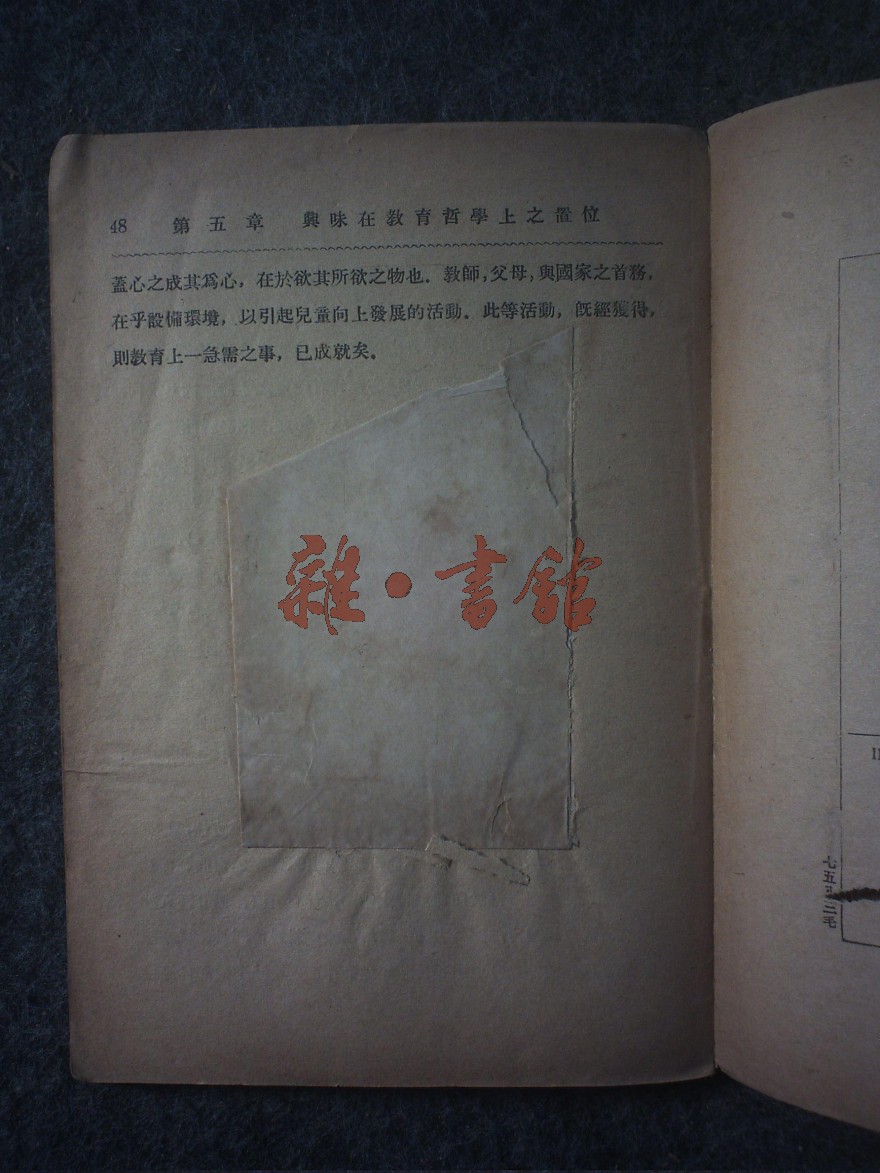 48 第五章 興味在教育哲學上之置位
蓋心之成其爲心，在於欲其所欲之物也．敎師，父母，與國家之首務，
在乎設備環境，以引起兒童向上發展的活動．此等活動，旣經獲得，
則敎育上一急需之事，已成就矣．
雜·書館